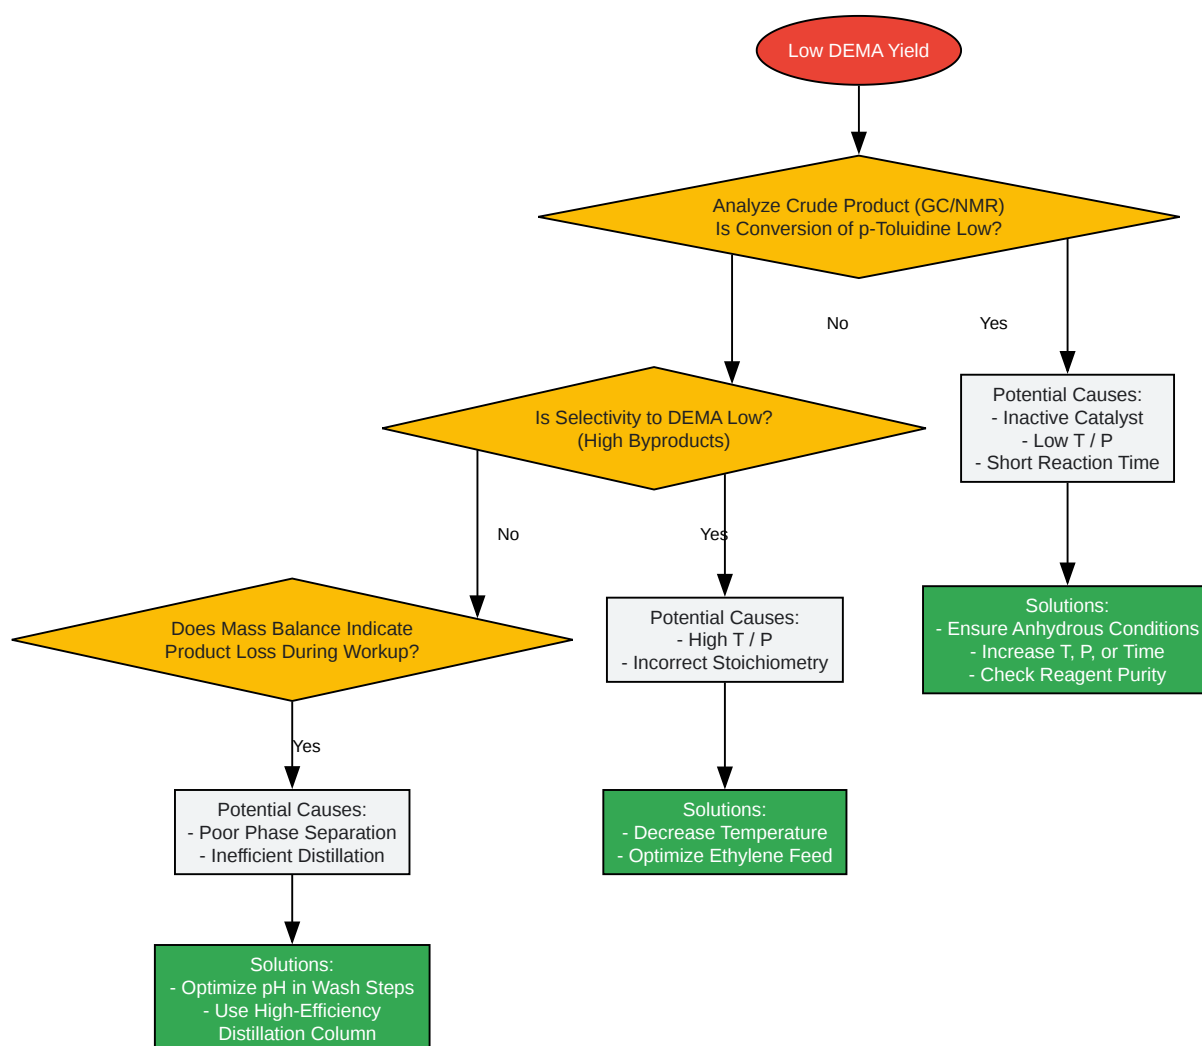 Low DEMA Yield
Analyze Crude Product (GC/NMR)
Is Conversion of p-Toluidine Low?
No
Yes
Is Selectivity to DEMA Low?
(High Byproducts)
Potential Causes:
- Inactive Catalyst
- Low T / P
- Short Reaction Time
No
Yes
Does Mass Balance Indicate
Product Loss During Workup?
Potential Causes:
- High T / P
- Incorrect Stoichiometry
Solutions:
- Ensure Anhydrous Conditions
- Increase T, P, or Time
- Check Reagent Purity
Yes
Potential Causes:
- Poor Phase Separation
- Inefficient Distillation
Solutions:
- Decrease Temperature
- Optimize Ethylene Feed
Solutions:
- Optimize pH in Wash Steps
- Use High-Efficiency
Distillation Column